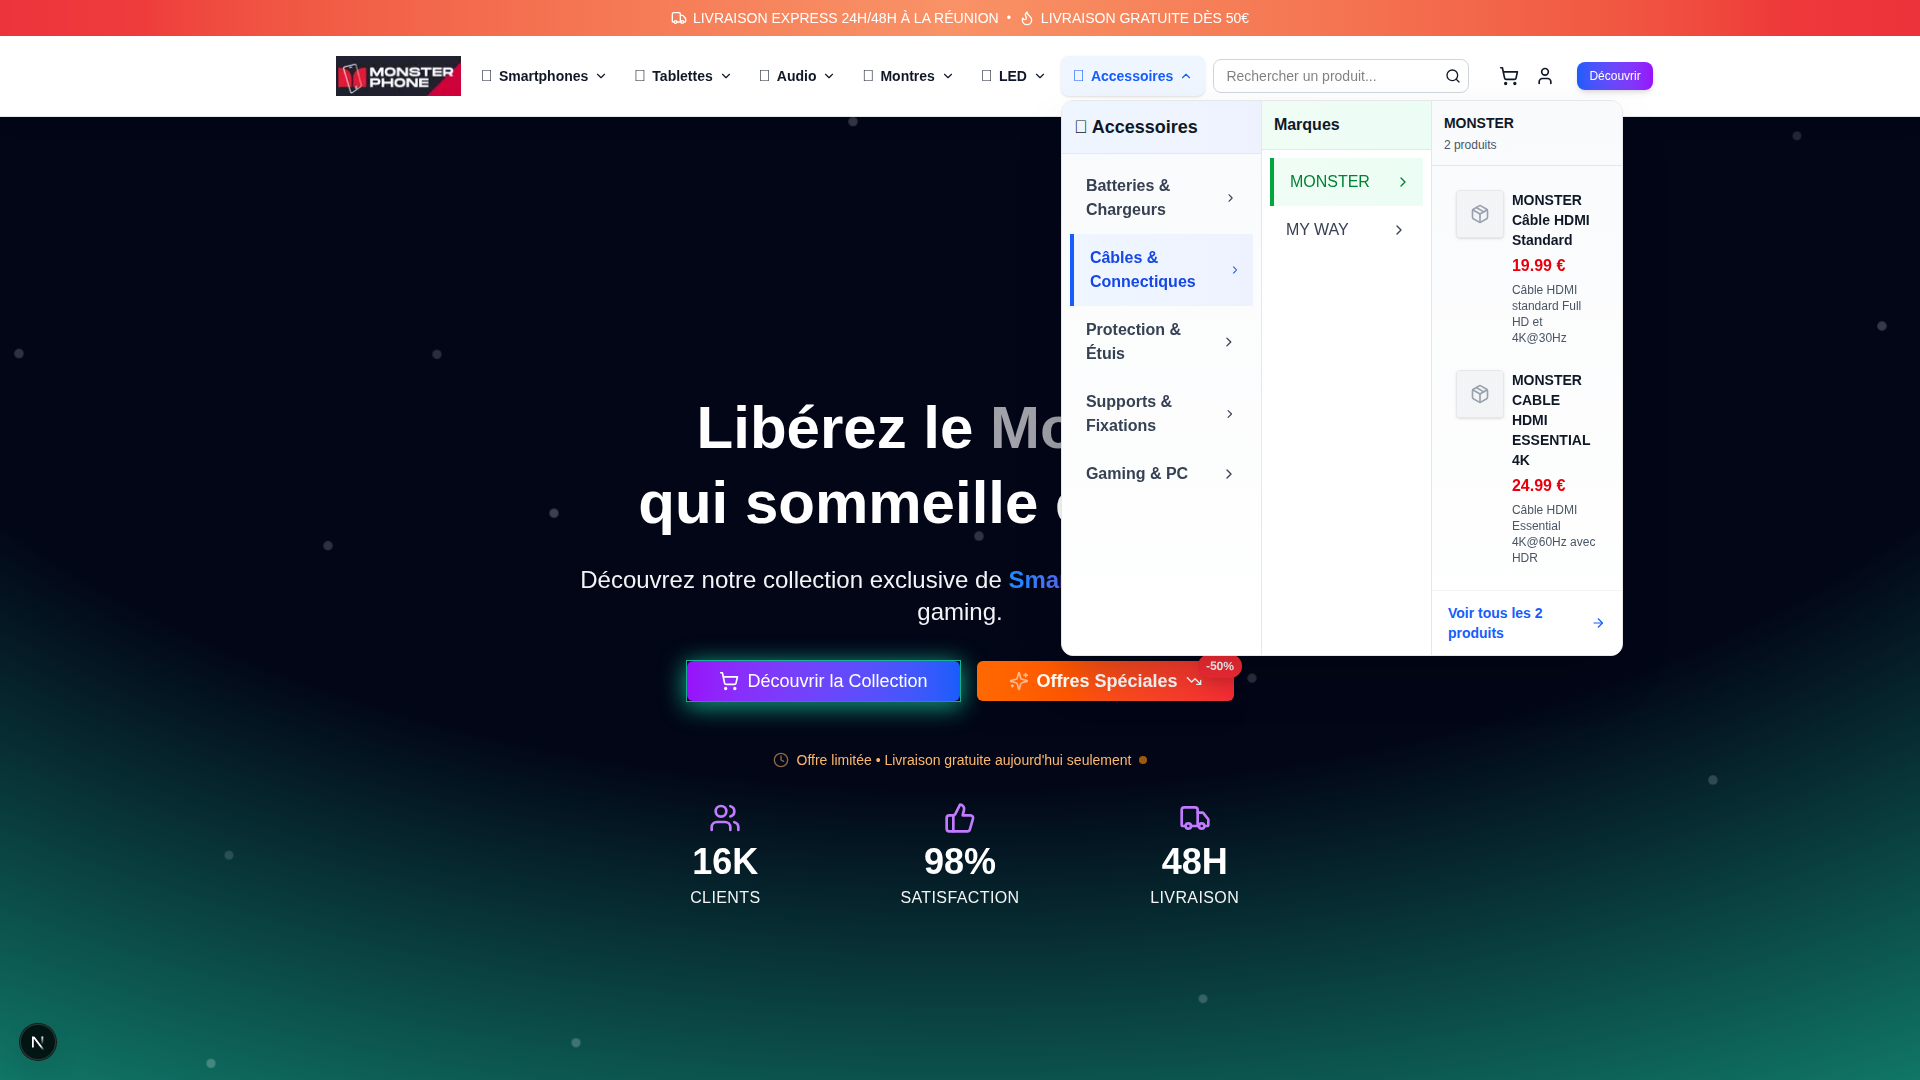 LIVRAISON EXPRESS 24H/48H À LA RÉUNION • LIVRAISON GRATUITE DÈS 50€
MONSTER
PHONE
Smartphones
Tablettes
Audio
Montres
LED
Accessoires
Rechercher un produit...
Découvrir
Accessoires
Batteries &
Chargeurs
Câbles &
Connectiques
Protection &
Étuis
Supports &
Fixations
Gaming & PC
Marques
MONSTER
MY WAY
MONSTER
2 produits
MONSTER
Câble HDMI
Standard
19.99 €
Câble HDMI
standard Full
HD et
4K@30Hz
MONSTER
CABLE
HDMI
ESSENTIAL
4K
24.99 €
Câble HDMI
Essential
4K@60Hz avec
HDR
Voir tous les 2
produits
Libérez le
qui sommeille
Découvrez notre collection exclusive de
gaming.
Découvrir la Collection
Offres Spéciales
-50%
Offre limitée • Livraison gratuite aujourd'hui seulement
16K
CLIENTS
98%
SATISFACTION
48H
LIVRAISON